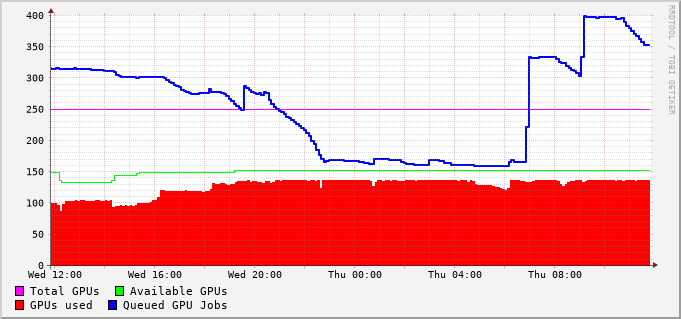 400
350
300
250
200
150
100
50
0
Wed 12:00 Wed 16:00 Wed 20:00 Thu 00:00 Thu 04:00 Thu 08:00
Total GPUs Available GPUs
GPUs used Queued GPU Jobs
RRDTOOL / TOBI OETIKER